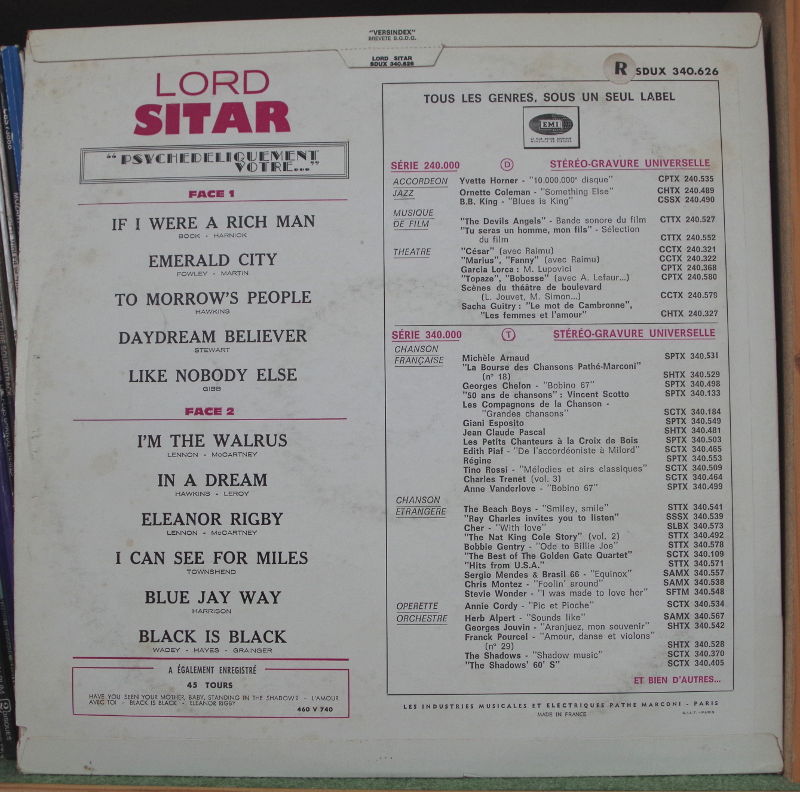 "VERSINDEX"
BREVETE S.G.D.G.
LORD SITAR
SDUX 340.626
LORD
SITAR
"PSYCHEDELIQUEMENT
VOTRE..."
FACE 1
IF I WERE A RICH MAN
BOCK - HARNICK
EMERALD CITY
FOWLEY - MARTIN
TO MORROW'S PEOPLE
HAWKINS
DAYDREAM BELIEVER
STEWART
LIKE NOBODY ELSE
GIBB
FACE 2
I'M THE WALRUS
LENNON - McCARTNEY
IN A DREAM
HAWKINS - LEROY
ELEANOR RIGBY
LENNON - McCARTNEY
I CAN SEE FOR MILES
TOWNSHEND
BLUE JAY WAY
HARRISON
BLACK IS BLACK
WADEY - HAYES - GRAINGER
A ÉGALEMENT ENREGISTRÉ
45 TOURS
HAVE YOU SEEN YOUR MOTHER, BABY, STANDING IN THE SHADOWS - L'AMOUR
AVEC TOI - BLACK IS BLACK - ELEANOR RIGBY
460 V 740
R SDUX 340.626
TOUS LES GENRES, SOUS UN SEUL LABEL
EMI
SÉRIE 240.000 D STÉRÉO-GRAVURE UNIVERSELLE
ACCORDEON Yvette Horner - "10.000.000e disque" CPTX 240.535
JAZZ Ornette Coleman - "Something Else" CHTX 240.489
B.B. King - "Blues is King" CSSX 240.490
MUSIQUE
DE FILM "The Devils Angels" - Bande sonore du film CTTX 240.527
"Tu seras un homme, mon fils" - Sélection
du film CTTX 240.552
THEATRE "César" (avec Raimu) CCTX 240.321
"Marius", "Fanny" (avec Raimu) CCTX 240.322
Garcia Lorca : M. Lupovici CPTX 240.368
"Topaze", "Bobosse" (avec A. Lefaur...) CPTX 240.580
Scènes du théâtre de boulevard
(L. Jouvet, M. Simon...) CCTX 240.576
Sacha Guitry : "Le mot de Cambronne",
"Les femmes et l'amour" CHTX 240.327
SÉRIE 340.000 T STÉRÉO-GRAVURE UNIVERSELLE
CHANSON
FRANÇAISE Michèle Arnaud SPTX 340.531
"La Bourse des Chansons Pathé-Marconi"
(n° 18) SHTX 340.529
Georges Chelon - "Bobino 67" SPTX 340.498
"50 ans de chansons" : Vincent Scotto SPTX 340.133
Les Compagnons de la Chanson -
"Grandes chansons" SCTX 340.184
Giani Esposito SPTX 340.549
Jean Claude Pascal SHTX 340.481
Les Petits Chanteurs à la Croix de Bois SPTX 340.503
Edith Piaf - "De l'accordéoniste à Milord" SCTX 340.465
Régine SPTX 340.553
Tino Rossi - "Mélodies et airs classiques" SCTX 340.509
Charles Trenet (vol. 3) SCTX 340.464
Anne Vanderlove - "Bobino 67" SPTX 340.499
CHANSON
ETRANGERE The Beach Boys - "Smiley, smile" STTX 340.541
"Ray Charles invites you to listen" SSSX 340.539
Cher - "With love" SLBX 340.573
"The Nat King Cole Story" (vol. 2) STTX 340.492
Bobbie Gentry - "Ode to Billie Joe" STTX 340.578
"The Best of The Golden Gate Quartet" SCTX 340.109
"Hits from U.S.A." STTX 340.571
Sergio Mendes & Brasil 66 - "Equinox" SAMX 340.557
Chris Montez - "Foolin' around" SAMX 340.538
Stevie Wonder - "I was made to love her" SFTM 340.548
OPERETTE Annie Cordy - "Pic et Pioche" SCTX 340.534
ORCHESTRE Herb Alpert - "Sounds like" SAMX 340.567
Georges Jouvin - "Aranjuez, mon souvenir" SHTX 340.542
Franck Pourcel - "Amour, danse et violons"
(n° 29) SHTX 340.528
The Shadows - "Shadow music" SCTX 340.370
"The Shadows' 60' S" SCTX 340.405
ET BIEN D'AUTRES...
LES INDUSTRIES MUSICALES ET ELECTRIQUES PATHE MARCONI - PARIS
MADE IN FRANCE